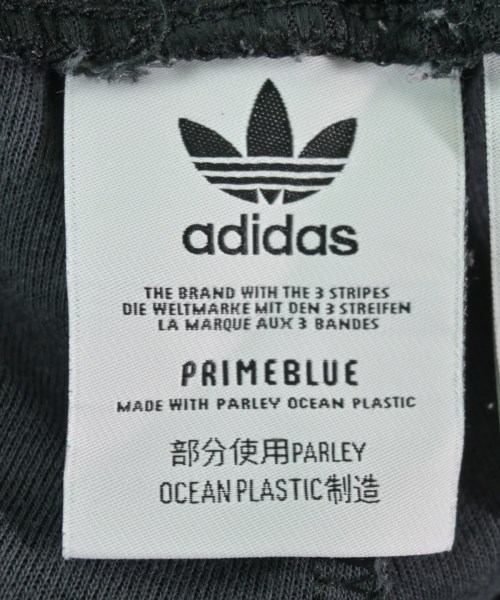 adidas
THE BRAND WITH THE 3 STRIPES
DIE WELTMARKE MIT DEN 3 STREIFEN
LA MARQUE AUX 3 BANDES
PRIMEBLUE
MADE WITH PARLEY OCEAN PLASTIC
部分使用PARLEY
OCEAN PLASTIC制造